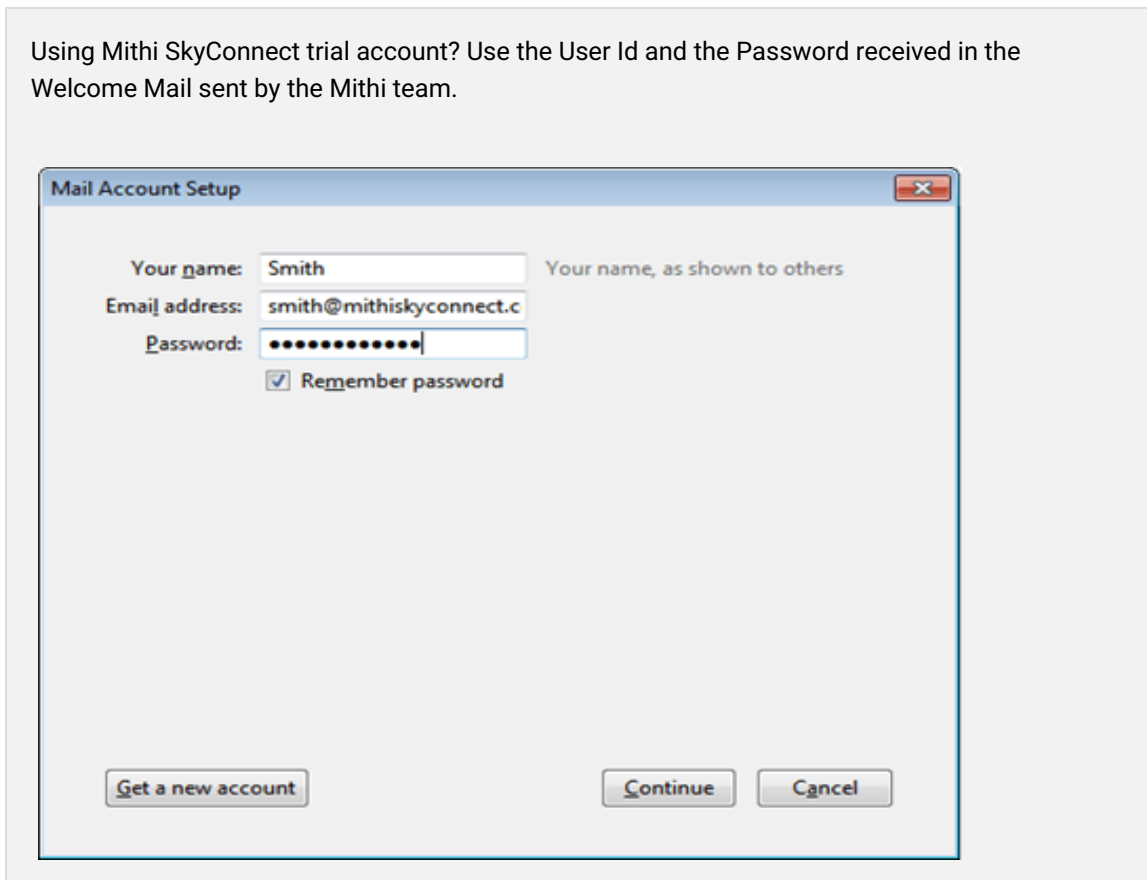 Using Mithi SkyConnect trial account? Use the User Id and the Password received in the
Welcome Mail sent by the Mithi team.
Mail Account Setup
Your name: Smith Your name, as shown to others
Email address: smith@mithiskyconnect.c
Password: ••••••••••••
Remember password
Get a new account Continue Cancel